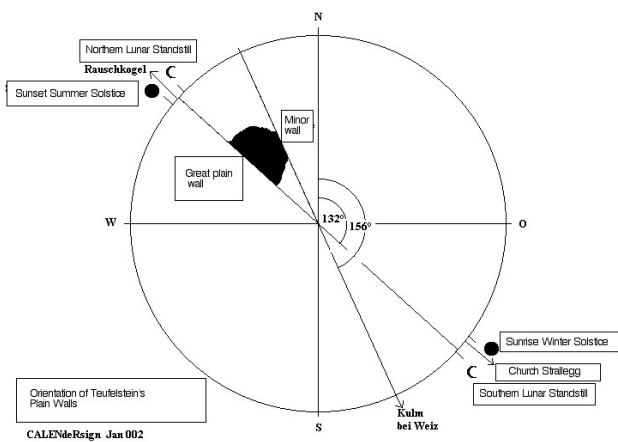 N
Northern Lunar Standstill
Rauschkogel
C
Sunset Summer Solstice
Minor
wall
Great plain
wall
W
132°
156°
O
Sunrise Winter Solstice
Church Strallegg
C
Southern Lunar Standstill
Orientation of Teufelstein's
Plain Walls
Kulm
bei Weiz
S
CALENdeRsign Jan 002